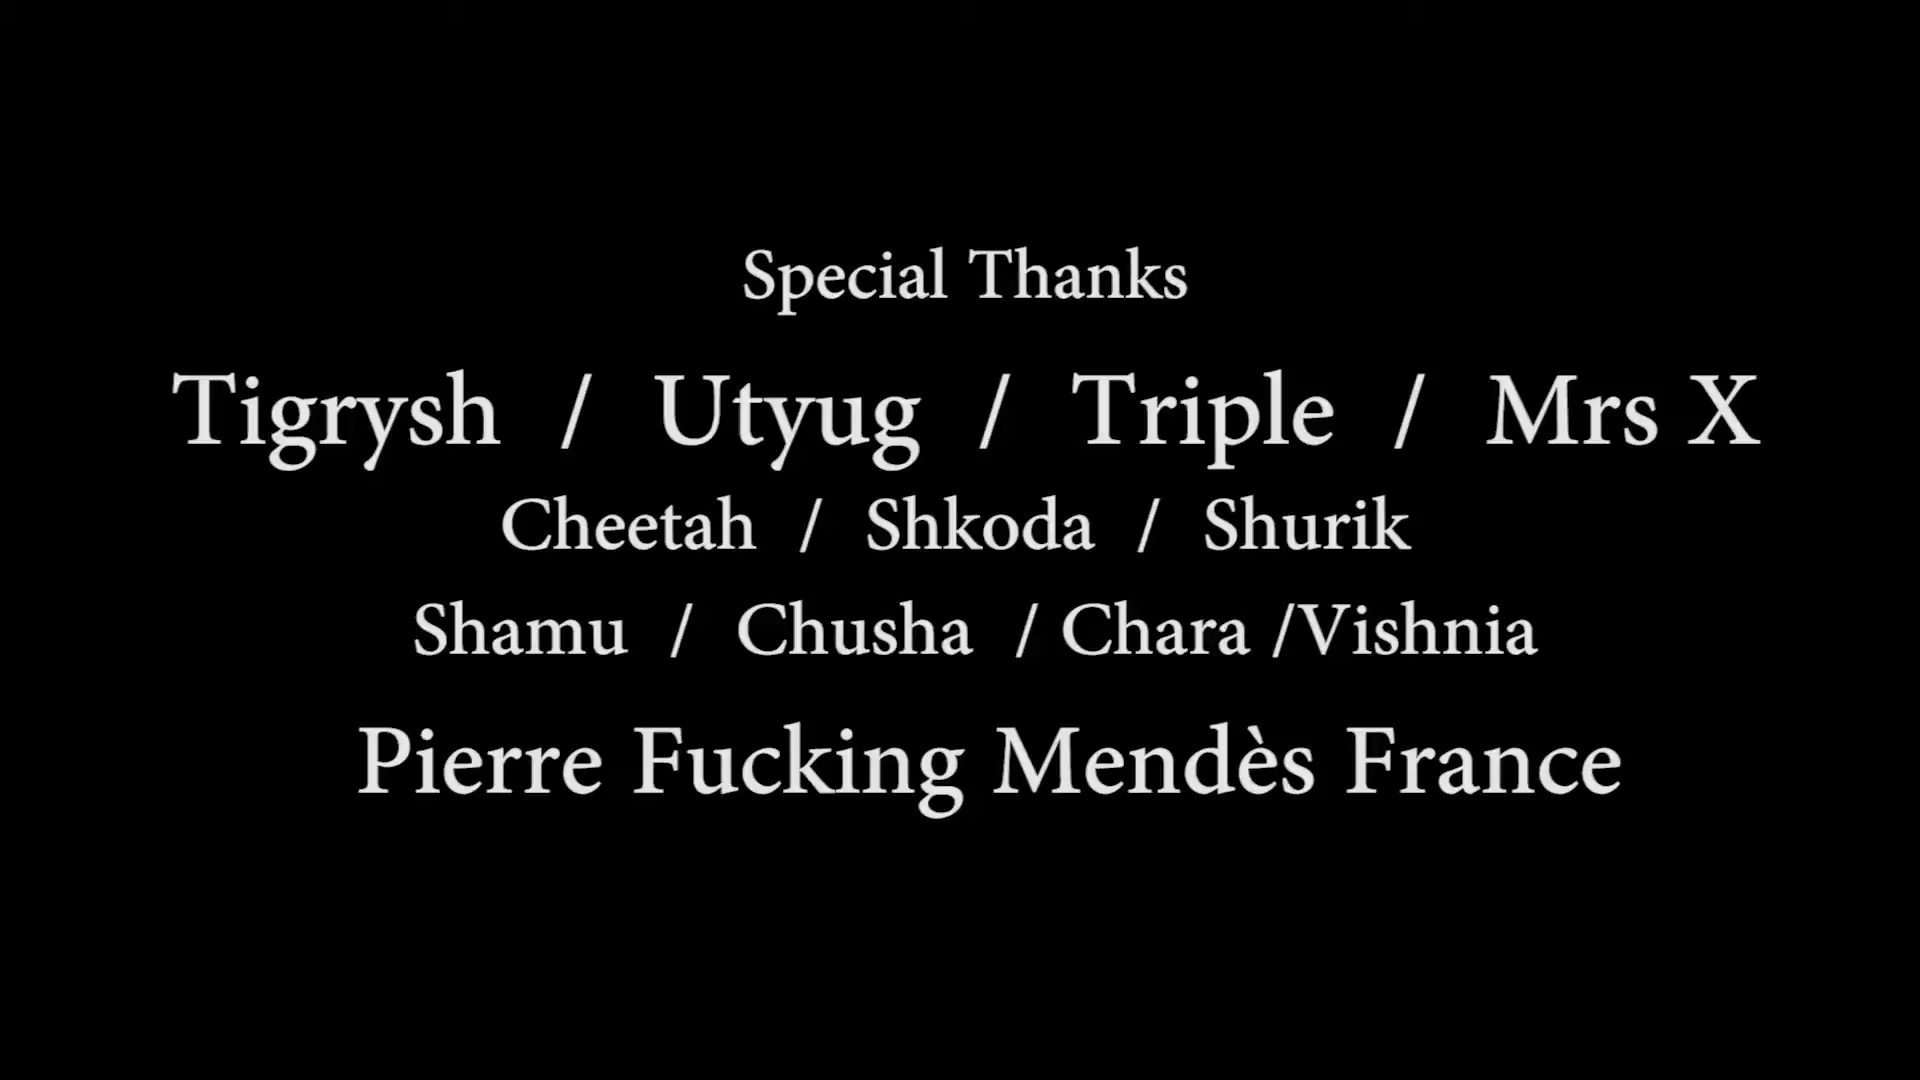 Special Thanks
Tigrysh / Utyug / Triple / Mrs X
Cheetah / Shkoda / Shurik
Shamu / Chusha / Chara /Vishnia
Pierre Fucking Mendès France